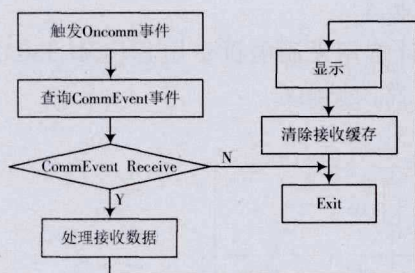 触发Oncomm事件
查询CommEvent事件
CommEvent Receive
N
Y
处理接收数据
显示
清除接收缓存
Exit